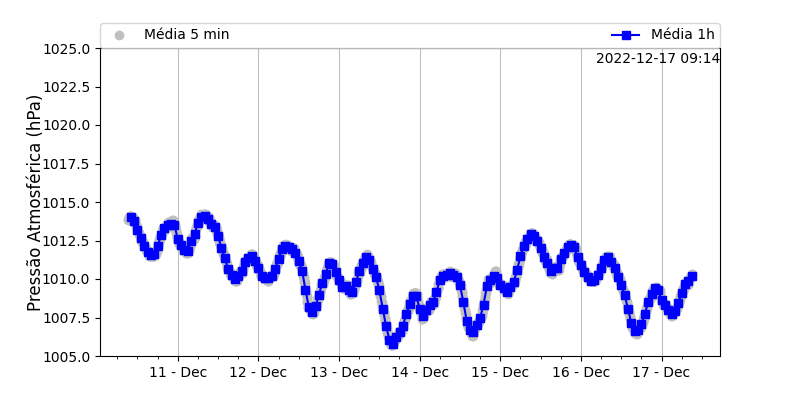 Média 5 min
Média 1h
2022-12-17 09:14
Pressão Atmosférica (hPa)
1025.0
1022.5
1020.0
1017.5
1015.0
1012.5
1010.0
1007.5
1005.0
11 - Dec
12 - Dec
13 - Dec
14 - Dec
15 - Dec
16 - Dec
17 - Dec